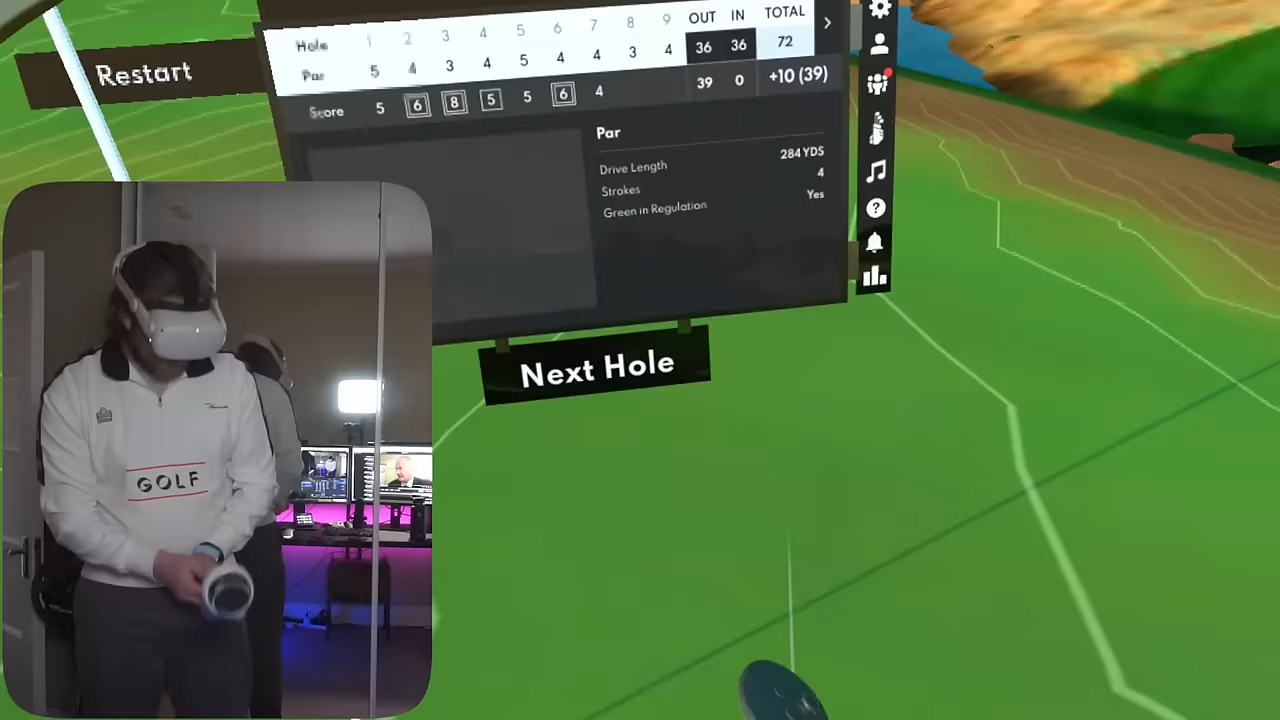 Restart
Hole 1 2 3 4 5 6 7 8 9 OUT IN TOTAL
Par 5 4 3 4 5 4 4 3 4 36 36 72
Score 5 6 8 5 5 6 4 39 0 +10 (39)
Par
Drive Length 284 YDS
Strokes 4
Green in Regulation Yes
Next Hole
GOLF